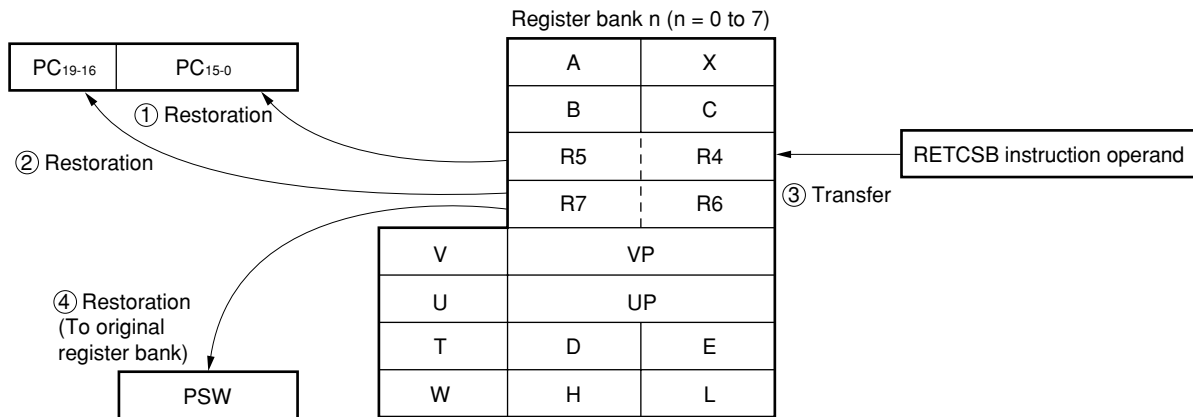 Register bank n (n = 0 to 7)
PC19-16 PC15-0
A X
① Restoration
B C
② Restoration
R5 R4
RETCSB instruction operand
R7 R6
③ Transfer
V VP
④ Restoration
(To original
register bank)
U UP
T D E
PSW
W H L